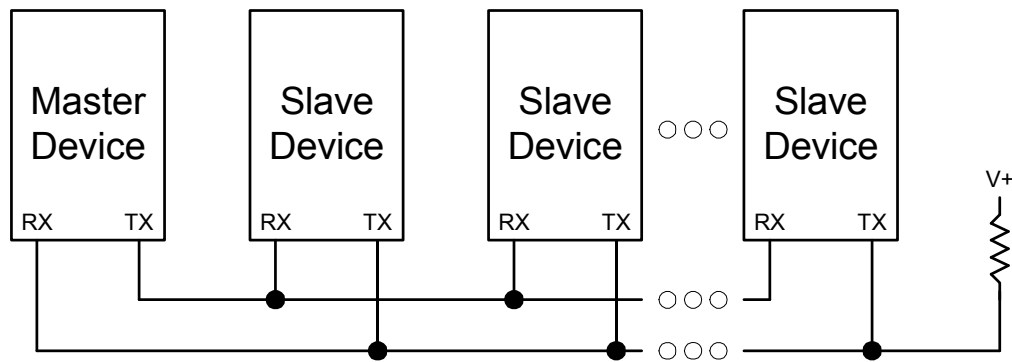 Master
Device
Slave
Device
Slave
Device
Slave
Device
RX TX
RX TX
RX TX
RX TX
V+